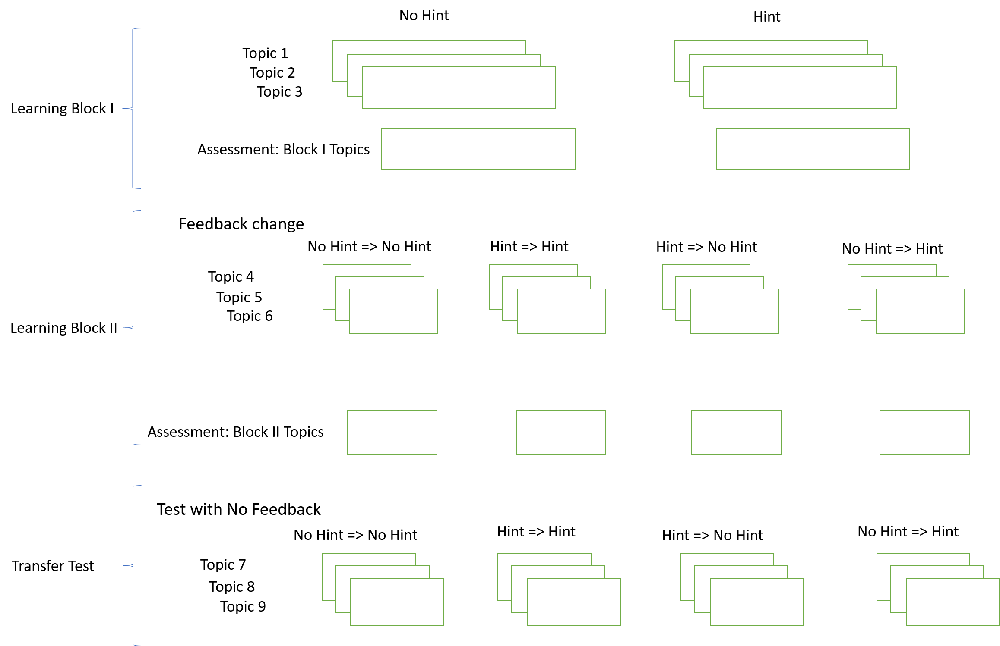 No Hint
Hint
Topic 1
Topic 2
Topic 3
Learning Block I
Assessment: Block I Topics
Feedback change
No Hint => No Hint
Hint => Hint
Hint => No Hint
No Hint => Hint
Topic 4
Topic 5
Topic 6
Learning Block II
Assessment: Block II Topics
Test with No Feedback
No Hint => No Hint
Hint => Hint
Hint => No Hint
No Hint => Hint
Topic 7
Transfer Test
Topic 8
Topic 9